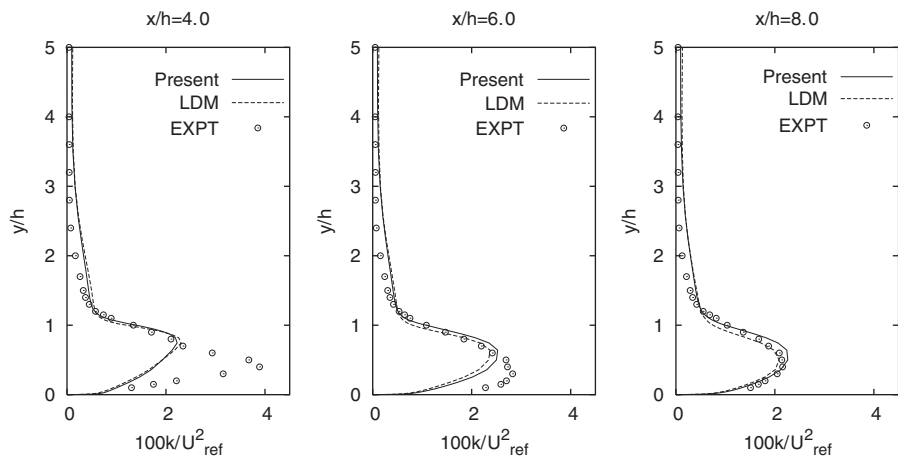 x/h=4.0
5
4
3
2
1
0
y/h
Present
LDM
EXPT
0 2 4
100k/U²ref
x/h=6.0
5
4
3
2
1
0
y/h
Present
LDM
EXPT
0 2 4
100k/U²ref
x/h=8.0
5
4
3
2
1
0
y/h
Present
LDM
EXPT
0 2 4
100k/U²ref